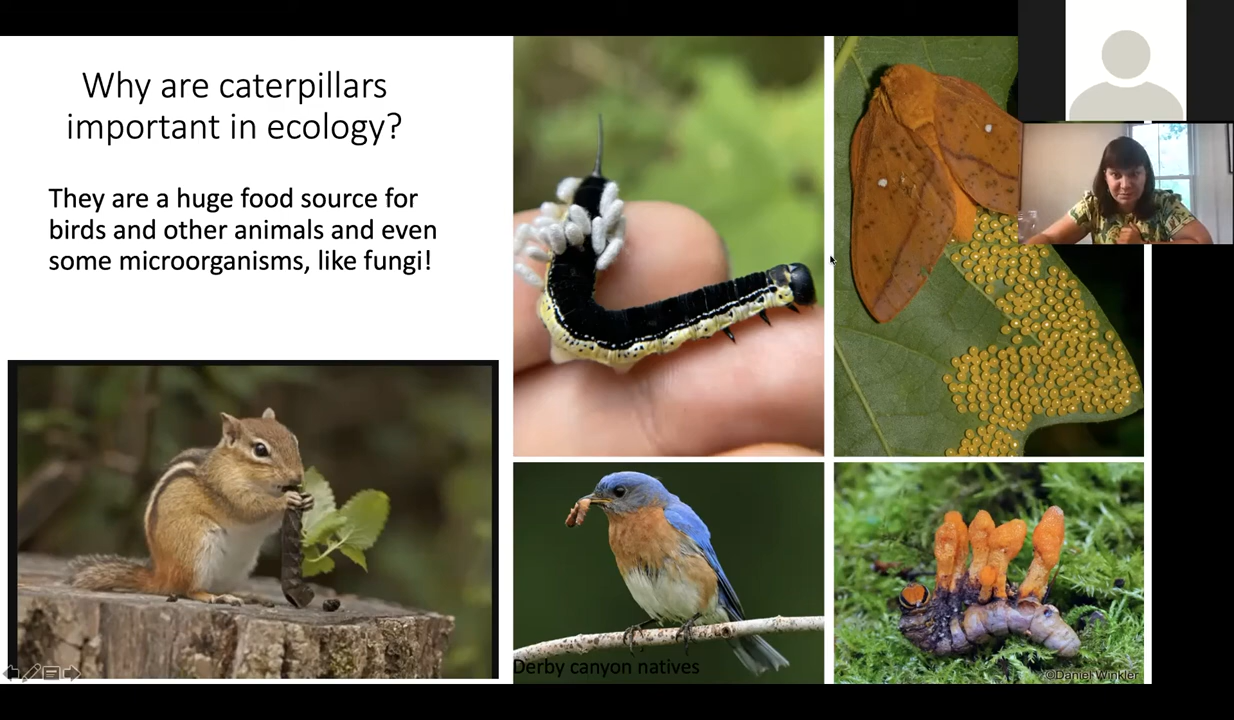 Why are caterpillars
important in ecology?
They are a huge food source for
birds and other animals and even
some microorganisms, like fungi!
Derby canyon natives
©Daniel Winkler